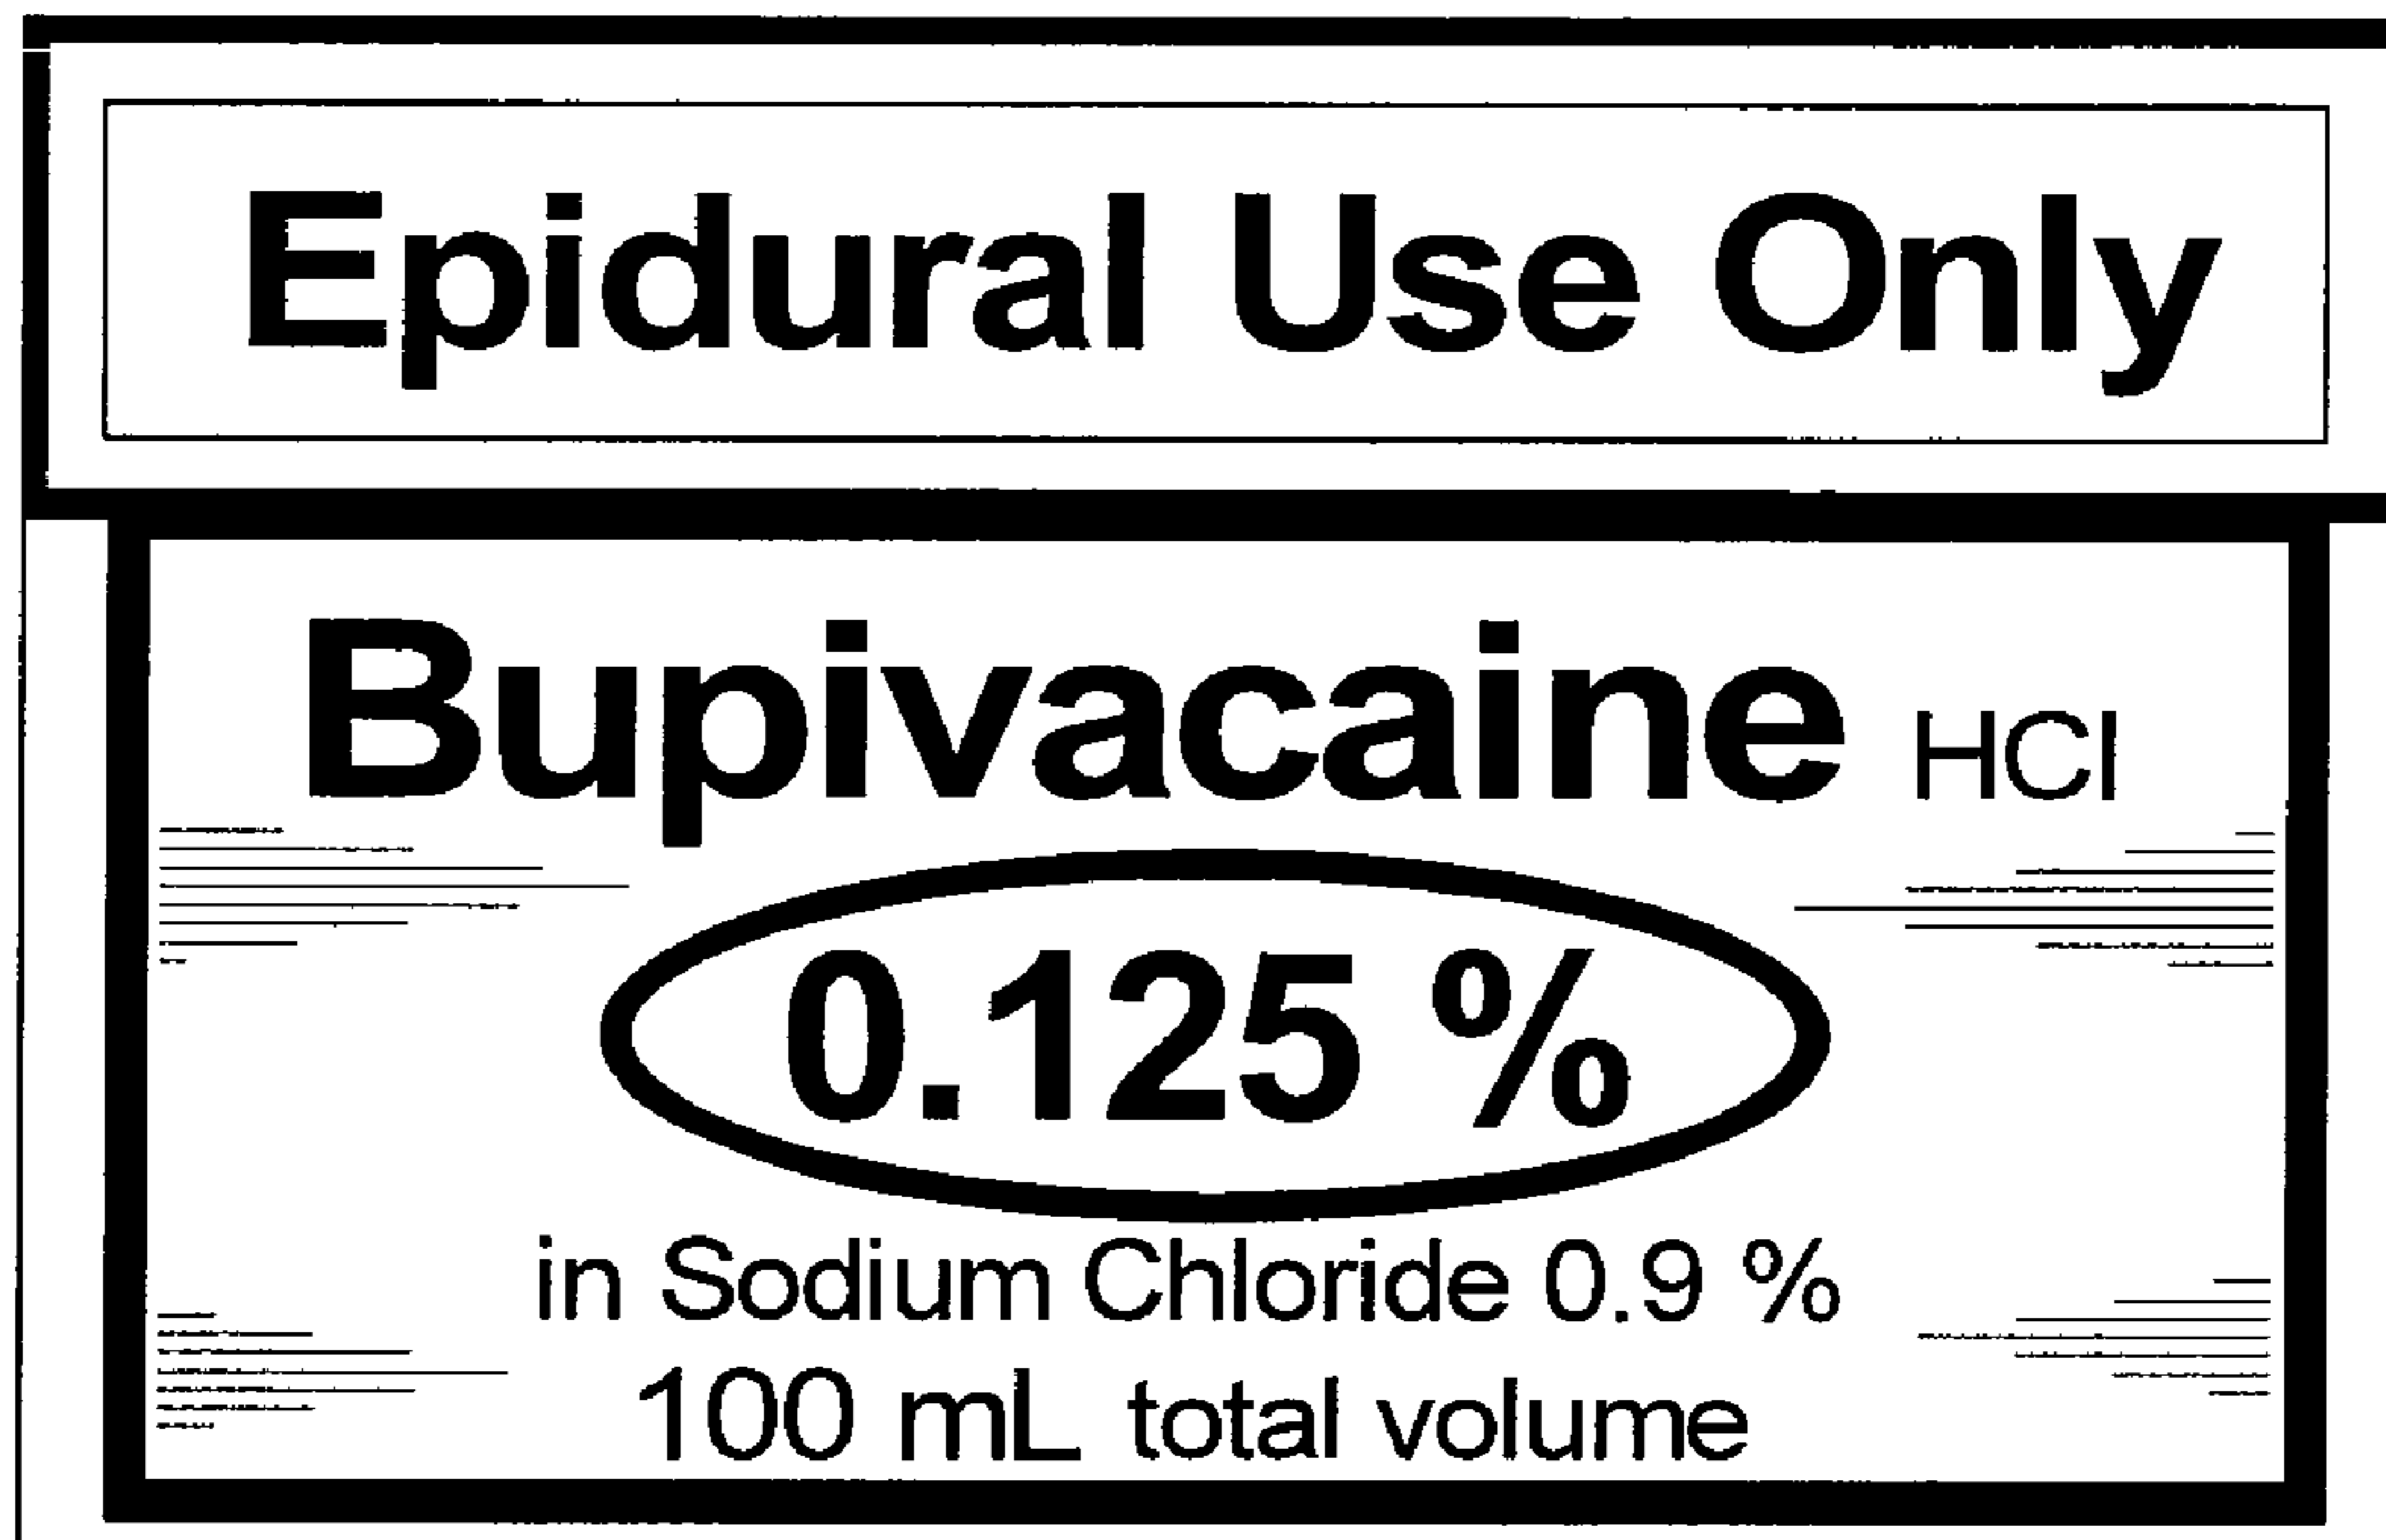 Epidural Use Only
Bupivacaine HCl
0.125 %
in Sodium Chloride 0.9 %
100 mL total volume